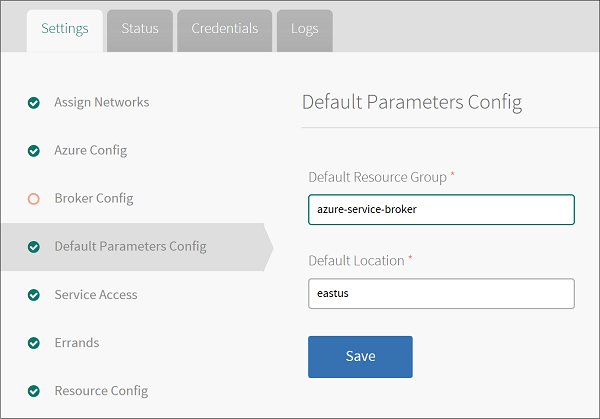 Settings
Status
Credentials
Logs
Assign Networks
Azure Config
Broker Config
Default Parameters Config
Service Access
Errands
Resource Config
Default Parameters Config
Default Resource Group *
azure-service-broker
Default Location *
eastus
Save